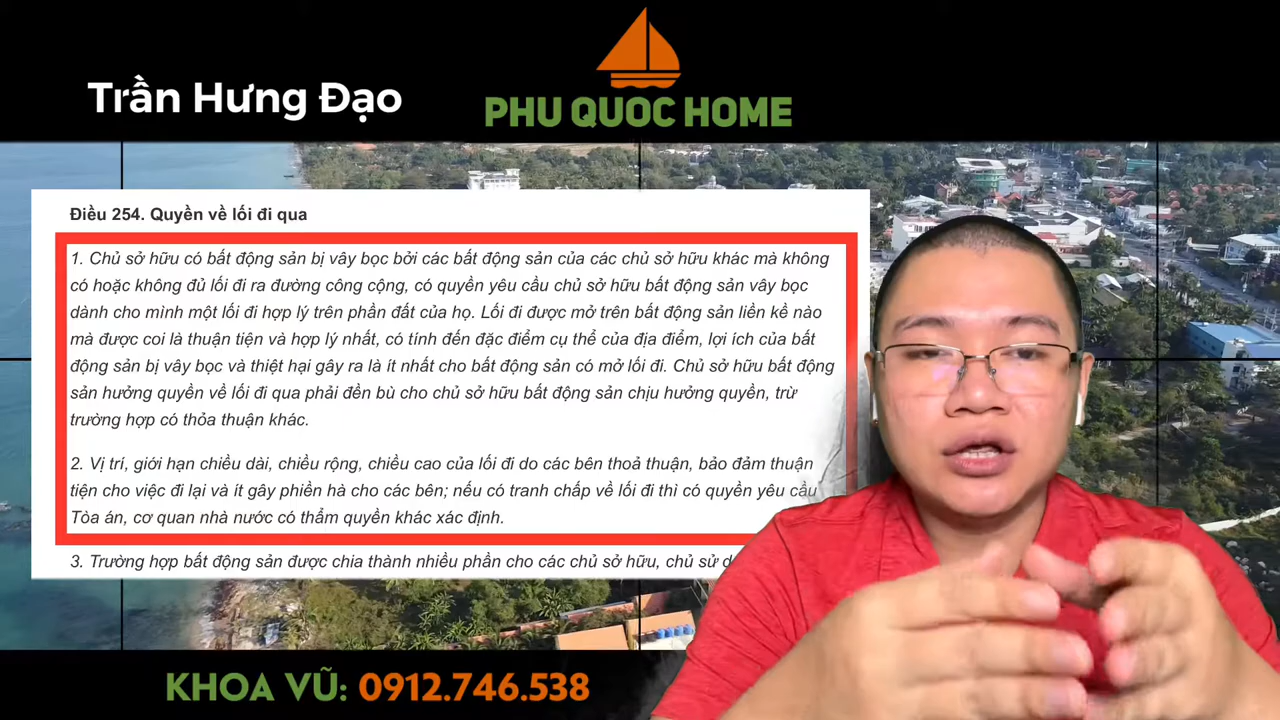 Trần Hưng Đạo
PHU QUOC HOME
Điều 254. Quyền về lối đi qua
1. Chủ sở hữu có bất động sản bị vây bọc bởi các bất động sản của các chủ sở hữu khác mà không
có hoặc không đủ lối đi ra đường công cộng, có quyền yêu cầu chủ sở hữu bất động sản vây bọc
dành cho mình một lối đi hợp lý trên phần đất của họ. Lối đi được mở trên bất động sản liền kề nào
mà được coi là thuận tiện và hợp lý nhất, có tính đến đặc điểm cụ thể của địa điểm, lợi ích của bất
động sản bị vây bọc và thiệt hại gây ra là ít nhất cho bất động sản có mở lối đi. Chủ sở hữu bất động
sản hưởng quyền về lối đi qua phải đền bù cho chủ sở hữu bất động sản chịu hưởng quyền, trừ
trường hợp có thỏa thuận khác.
2. Vị trí, giới hạn chiều dài, chiều rộng, chiều cao của lối đi do các bên thoả thuận, bảo đảm thuận
tiện cho việc đi lại và ít gây phiền hà cho các bên; nếu có tranh chấp về lối đi thì có quyền yêu cầu
Tòa án, cơ quan nhà nước có thẩm quyền khác xác định.
3. Trường hợp bất động sản được chia thành nhiều phần cho các chủ sở hữu, chủ sử
KHOA VŨ: 0912.746.538